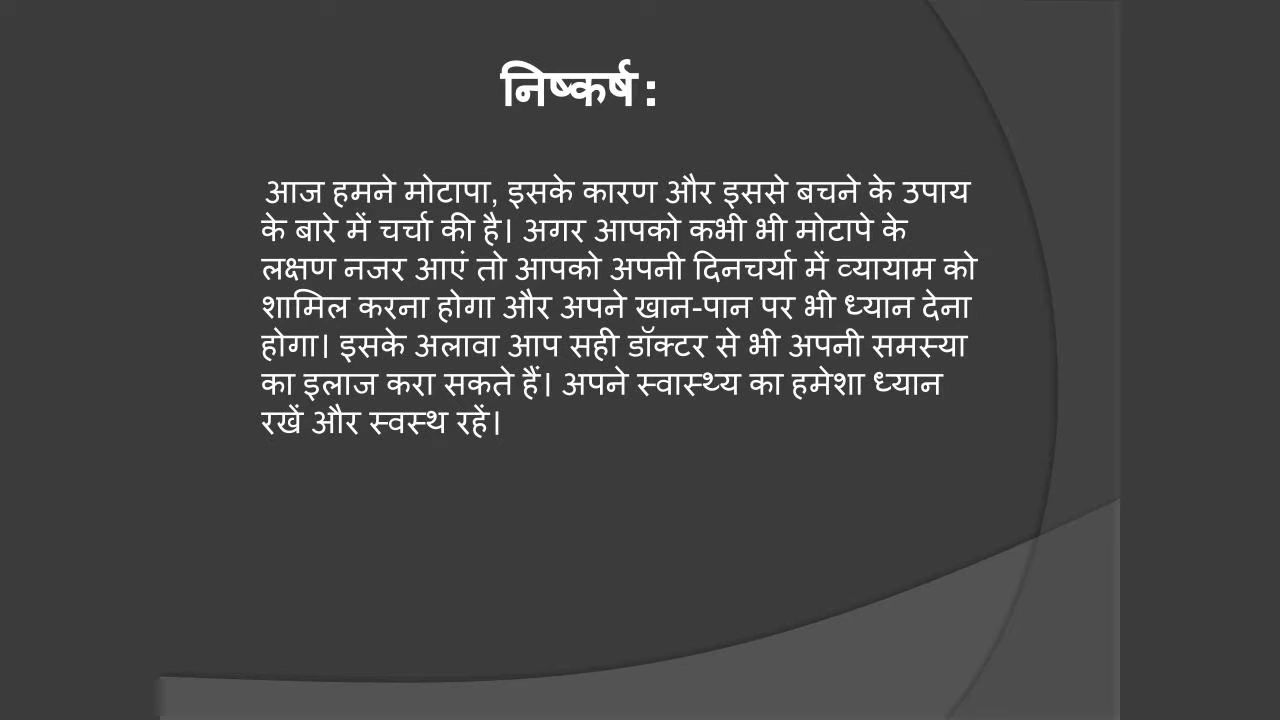 निष्कर्ष :
आज हमने मोटापा, इसके कारण और इससे बचने के उपाय
के बारे में चर्चा की है। अगर आपको कभी भी मोटापे के
लक्षण नजर आएं तो आपको अपनी दिनचर्या में व्यायाम को
शामिल करना होगा और अपने खान-पान पर भी ध्यान देना
होगा। इसके अलावा आप सही डॉक्टर से भी अपनी समस्या
का इलाज करा सकते हैं। अपने स्वास्थ्य का हमेशा ध्यान
रखें और स्वस्थ रहें।